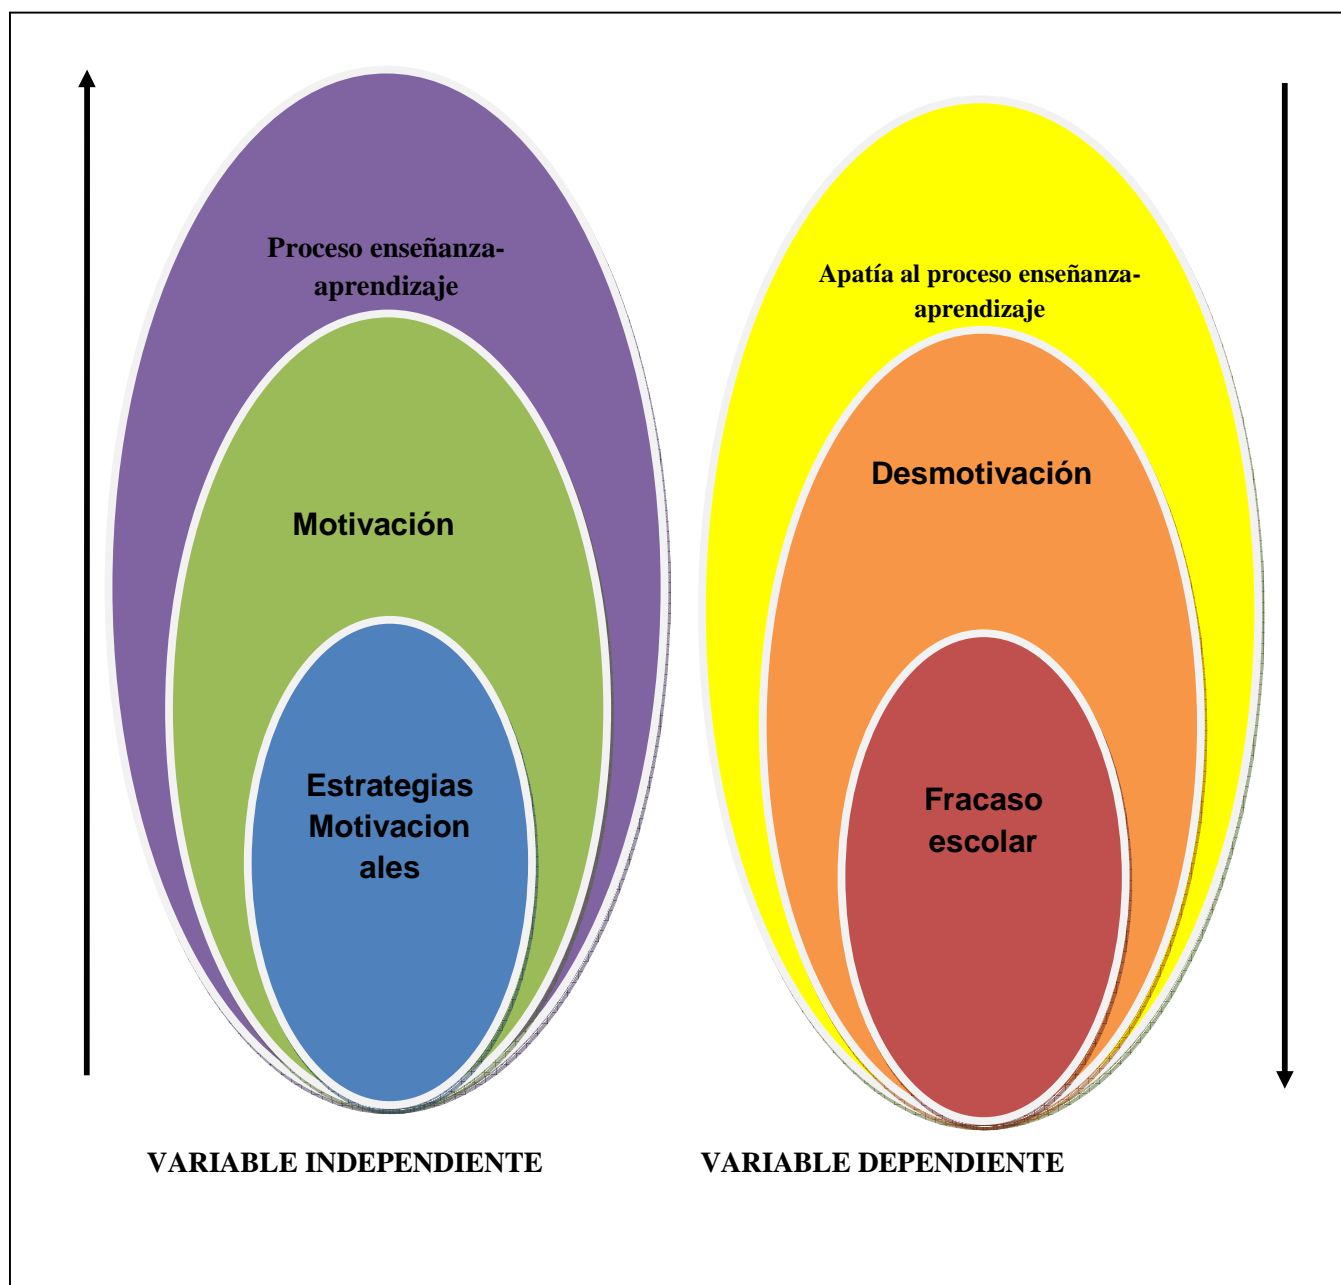 Proceso enseñanza-
aprendizaje
Motivación
Estrategias
Motivacion
ales
VARIABLE INDEPENDIENTE
Apatía al proceso enseñanza-
aprendizaje
Desmotivación
Fracaso
escolar
VARIABLE DEPENDIENTE